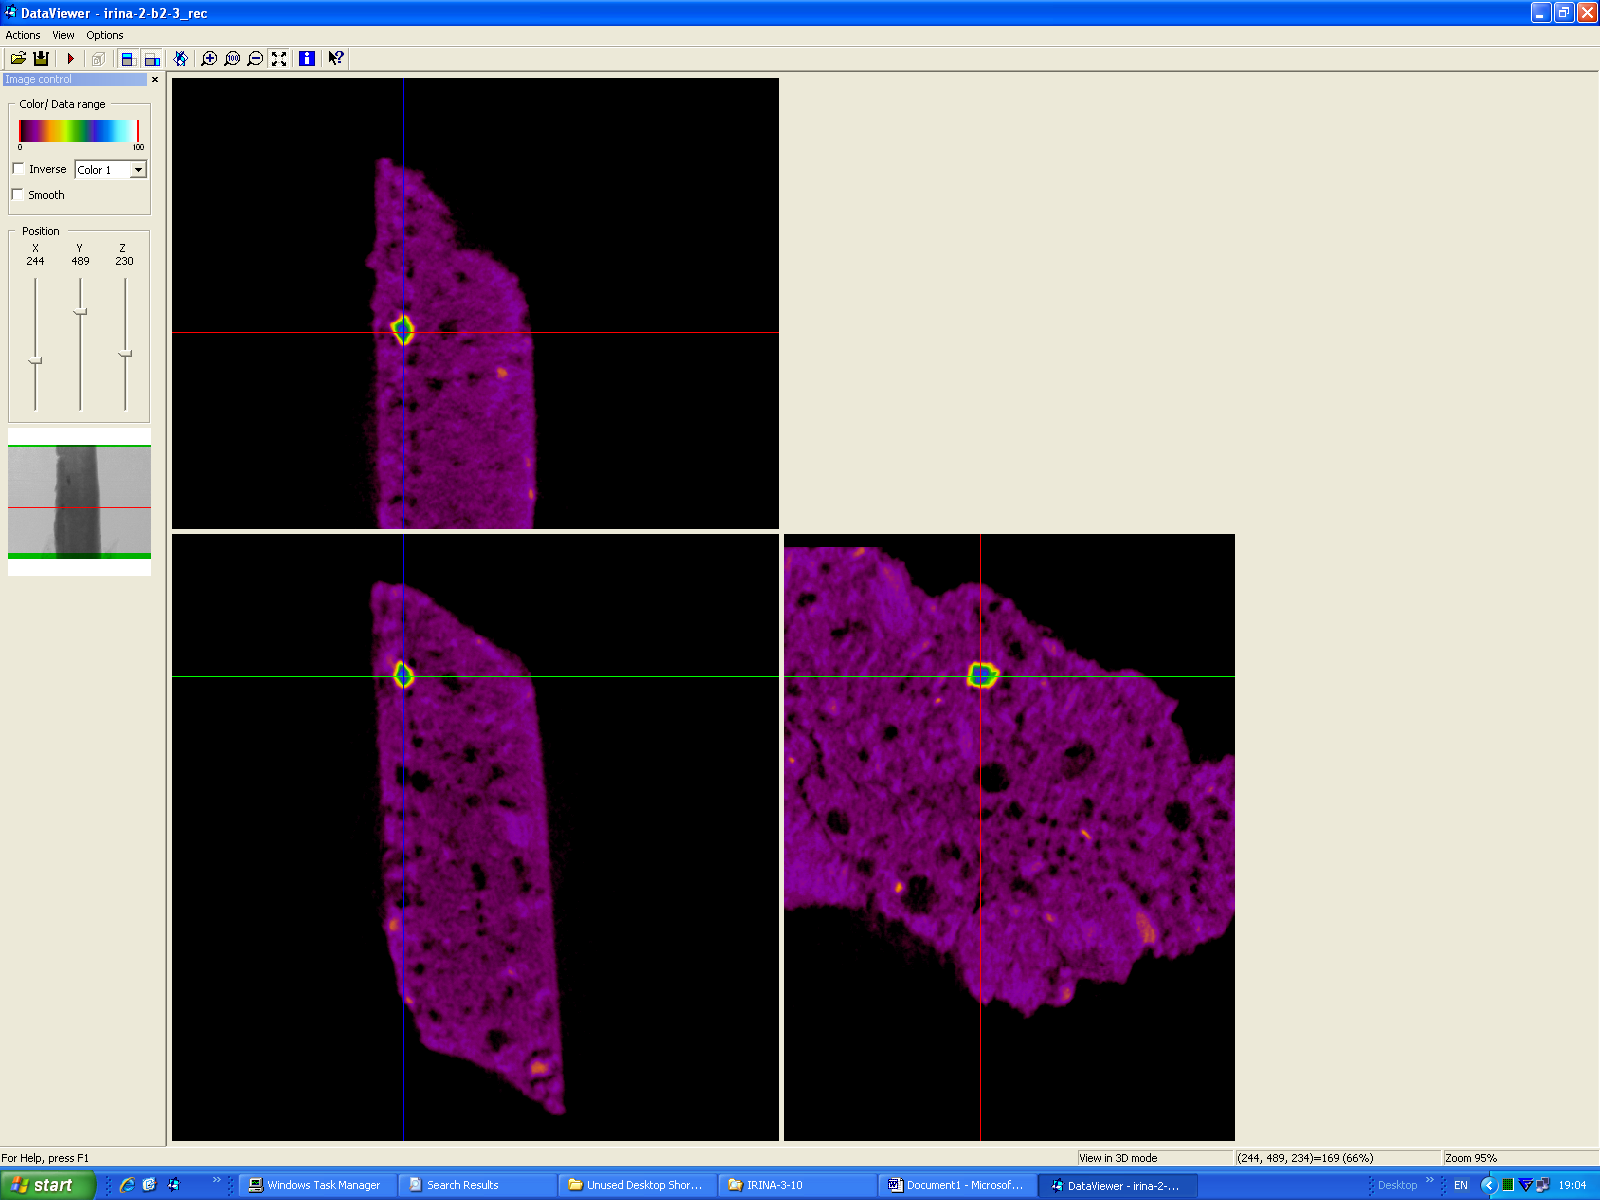 DataViewer - irina-2-b2-3_rec
Actions View Options
Image control
Color/ Data range
0 100
Inverse Color 1
Smooth
Position
X Y Z
244 489 230
For Help, press F1 View in 3D mode (244, 489, 234)=169 (66%) Zoom 95%
start Windows Task Manager Search Results Unused Desktop Shor... IRINA-3-10 Document1 - Microsof... DataViewer - irina-2-... Desktop EN 19:04